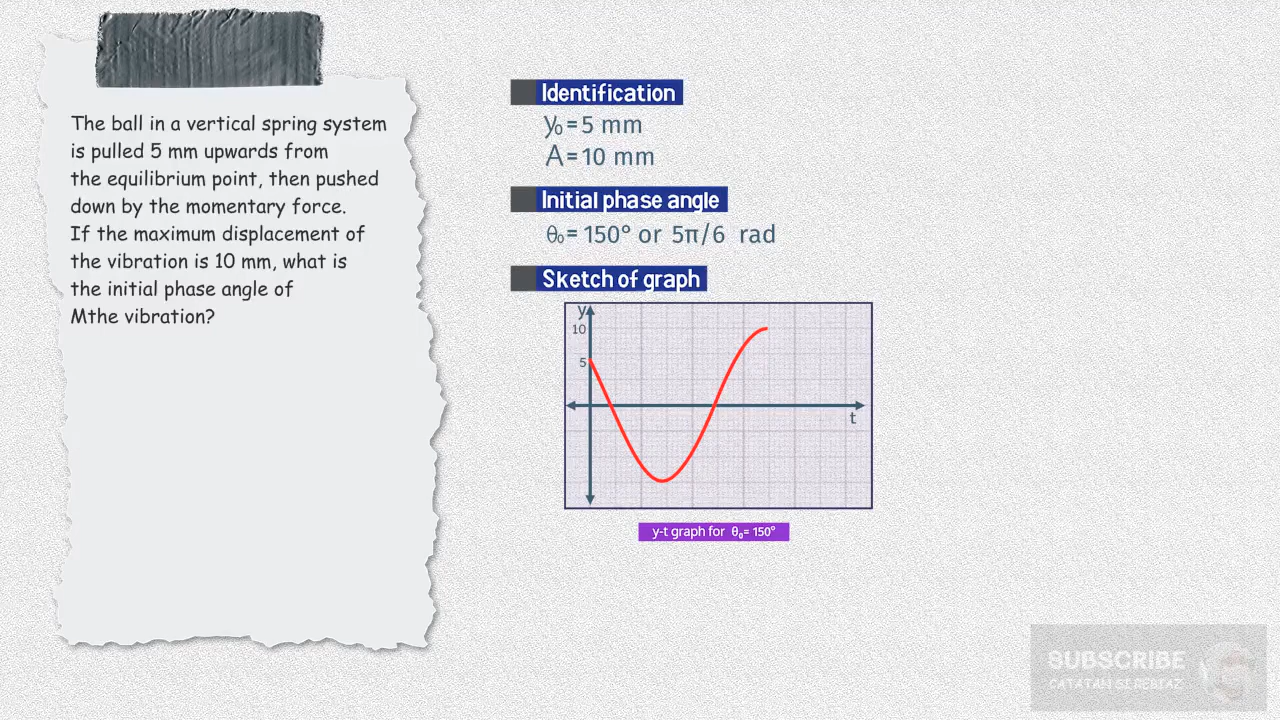 The ball in a vertical spring system
is pulled 5 mm upwards from
the equilibrium point, then pushed
down by the momentary force.
If the maximum displacement of
the vibration is 10 mm, what is
the initial phase angle of
Mthe vibration?
Identification
y₀ = 5 mm
A = 10 mm
Initial phase angle
θ₀ = 150° or 5π/6 rad
Sketch of graph
y
10
5
t
y-t graph for θ₀= 150°
SUBSCRIBE